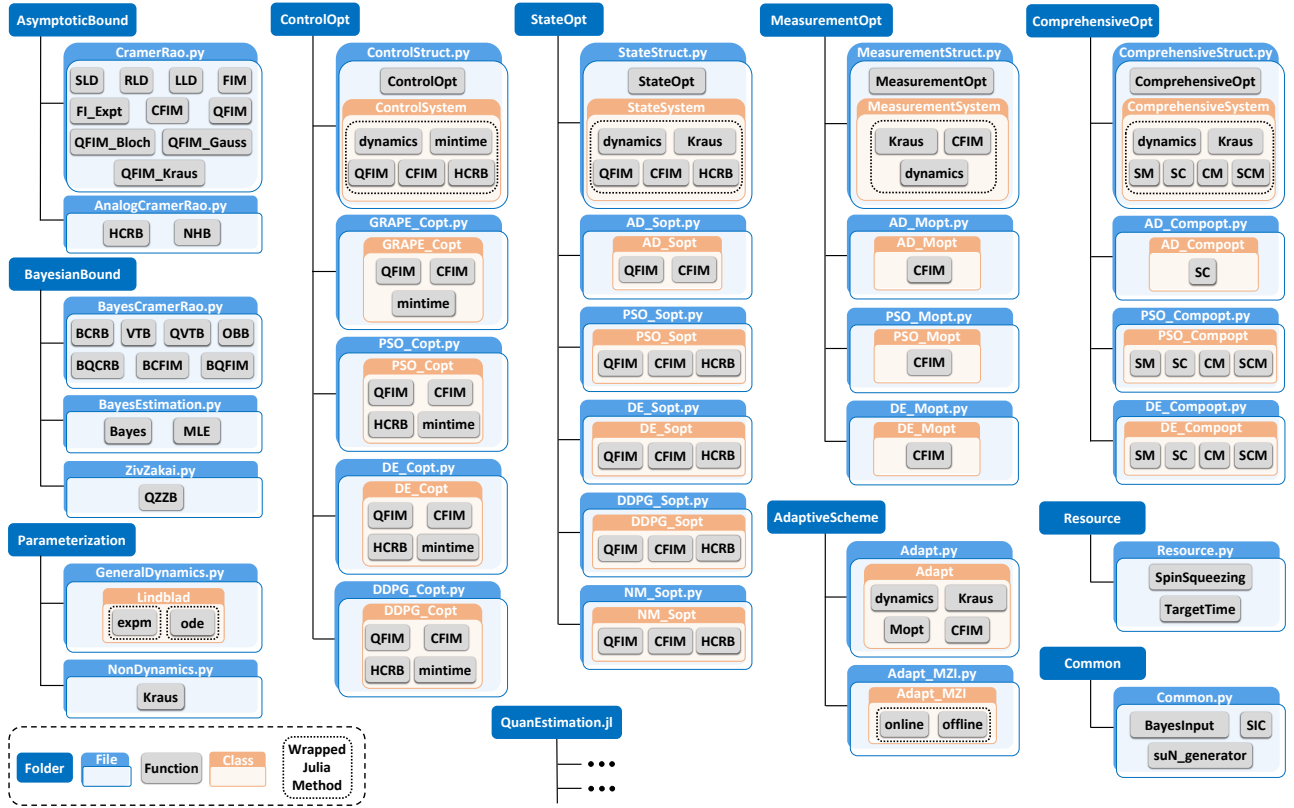 AsymptoticBound
CramerRao.py
SLD RLD LLD FIM
FI_Expt CFIM QFIM
QFIM_Bloch QFIM_Gauss
QFIM_Kraus
AnalogCramerRao.py
HCRB NHB
BayesianBound
BayesCramerRao.py
BCRB VTB QVTB OBB
BQCRB BCFIM BQFIM
BayesEstimation.py
Bayes MLE
ZivZakai.py
QZZB
Parameterization
GeneralDynamics.py
Lindblad
expm ode
NonDynamics.py
Kraus
ControlOpt
ControlStruct.py
ControlOpt
ControlSystem
dynamics mintime
QFIM CFIM HCRB
GRAPE_Copt.py
GRAPE_Copt
QFIM CFIM
mintime
PSO_Copt.py
PSO_Copt
QFIM CFIM
HCRB mintime
DE_Copt.py
DE_Copt
QFIM CFIM
HCRB mintime
DDPG_Copt.py
DDPG_Copt
QFIM CFIM
HCRB mintime
StateOpt
StateStruct.py
StateOpt
StateSystem
dynamics Kraus
QFIM CFIM HCRB
AD_Sopt.py
AD_Sopt
QFIM CFIM
PSO_Sopt.py
PSO_Sopt
QFIM CFIM HCRB
DE_Sopt.py
DE_Sopt
QFIM CFIM HCRB
DDPG_Sopt.py
DDPG_Sopt
QFIM CFIM HCRB
NM_Sopt.py
NM_Sopt
QFIM CFIM HCRB
MeasurementOpt
MeasurementStruct.py
MeasurementOpt
MeasurementSystem
Kraus CFIM
dynamics
AD_Mopt.py
AD_Mopt
CFIM
PSO_Mopt.py
PSO_Mopt
CFIM
DE_Mopt.py
DE_Mopt
CFIM
ComprehensiveOpt
ComprehensiveStruct.py
ComprehensiveOpt
ComprehensiveSystem
dynamics Kraus
SM SC CM SCM
AD_Compopt.py
AD_Compopt
SC
PSO_Compopt.py
PSO_Compopt
SM SC CM SCM
DE_Compopt.py
DE_Compopt
SM SC CM SCM
AdaptiveScheme
Adapt.py
Adapt
dynamics Kraus
Mopt CFIM
Adapt_MZI.py
Adapt_MZI
online offline
Resource
Resource.py
SpinSqueezing
TargetTime
Common
Common.py
BayesInput SIC
suN_generator
QuanEstimation.jl
•••
•••
Folder
File
Function
Class
Wrapped
Julia
Method